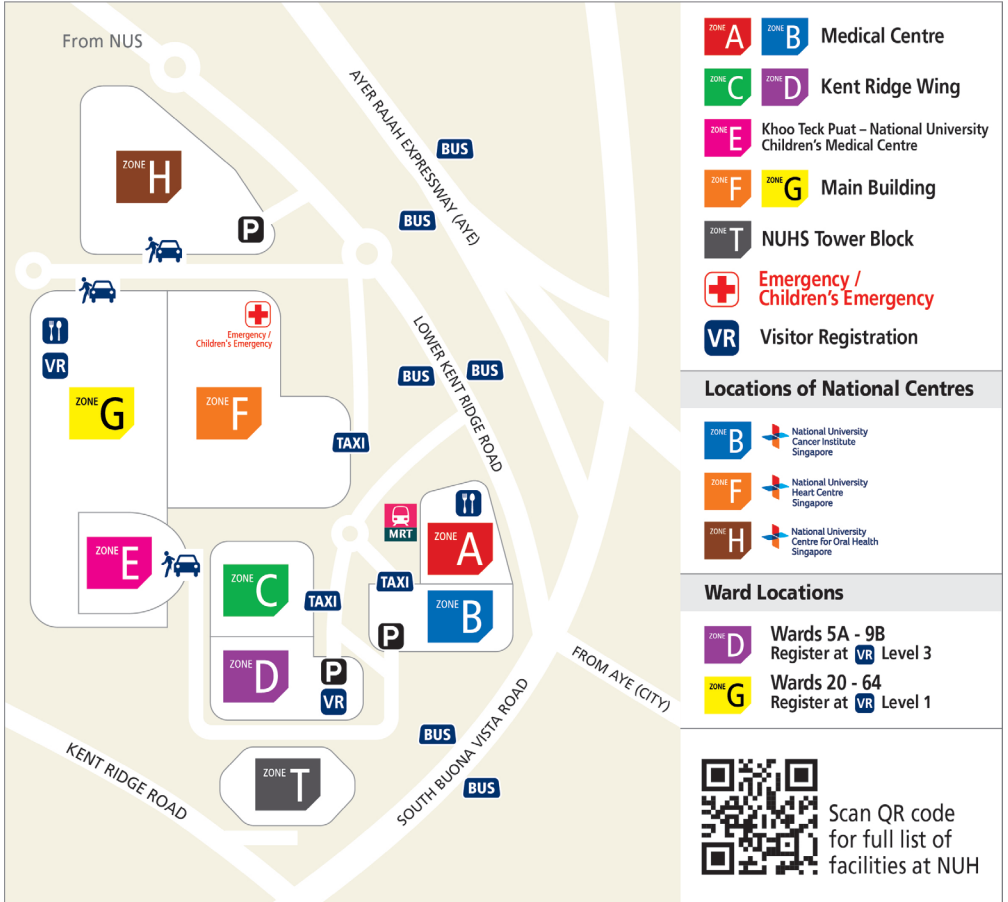 From NUS
AYER RAJAH EXPRESSWAY (AYE)
BUS
BUS
ZONE H
P
Emergency /
Children's Emergency
VR
ZONE G
ZONE F
TAXI
LOWER KENT RIDGE ROAD
BUS
BUS
MRT
ZONE A
ZONE E
ZONE C
TAXI
TAXI
ZONE B
P
ZONE D
P
VR
FROM AYE (CITY)
BUS
SOUTH BUONA VISTA ROAD
BUS
KENT RIDGE ROAD
ZONE T
ZONE A ZONE B Medical Centre
ZONE C ZONE D Kent Ridge Wing
ZONE E Khoo Teck Puat – National University
Children's Medical Centre
ZONE F ZONE G Main Building
ZONE T NUHS Tower Block
Emergency /
Children's Emergency
VR Visitor Registration
Locations of National Centres
ZONE B National University
Cancer Institute
Singapore
ZONE F National University
Heart Centre
Singapore
ZONE H National University
Centre for Oral Health
Singapore
Ward Locations
ZONE D Wards 5A - 9B
Register at VR Level 3
ZONE G Wards 20 - 64
Register at VR Level 1
Scan QR code
for full list of
facilities at NUH